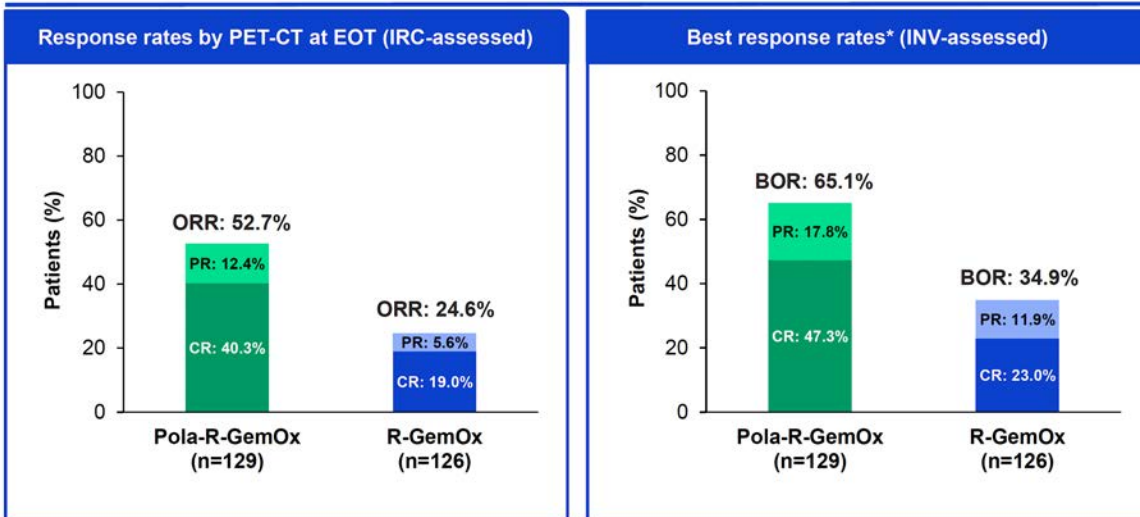 Response rates by PET-CT at EOT (IRC-assessed)
100
80
60
40
20
0
Patients (%)
ORR: 52.7%
PR: 12.4%
CR: 40.3%
ORR: 24.6%
PR: 5.6%
CR: 19.0%
Pola-R-GemOx
(n=129)
R-GemOx
(n=126)
Best response rates* (INV-assessed)
100
80
60
40
20
0
Patients (%)
BOR: 65.1%
PR: 17.8%
CR: 47.3%
BOR: 34.9%
PR: 11.9%
CR: 23.0%
Pola-R-GemOx
(n=129)
R-GemOx
(n=126)